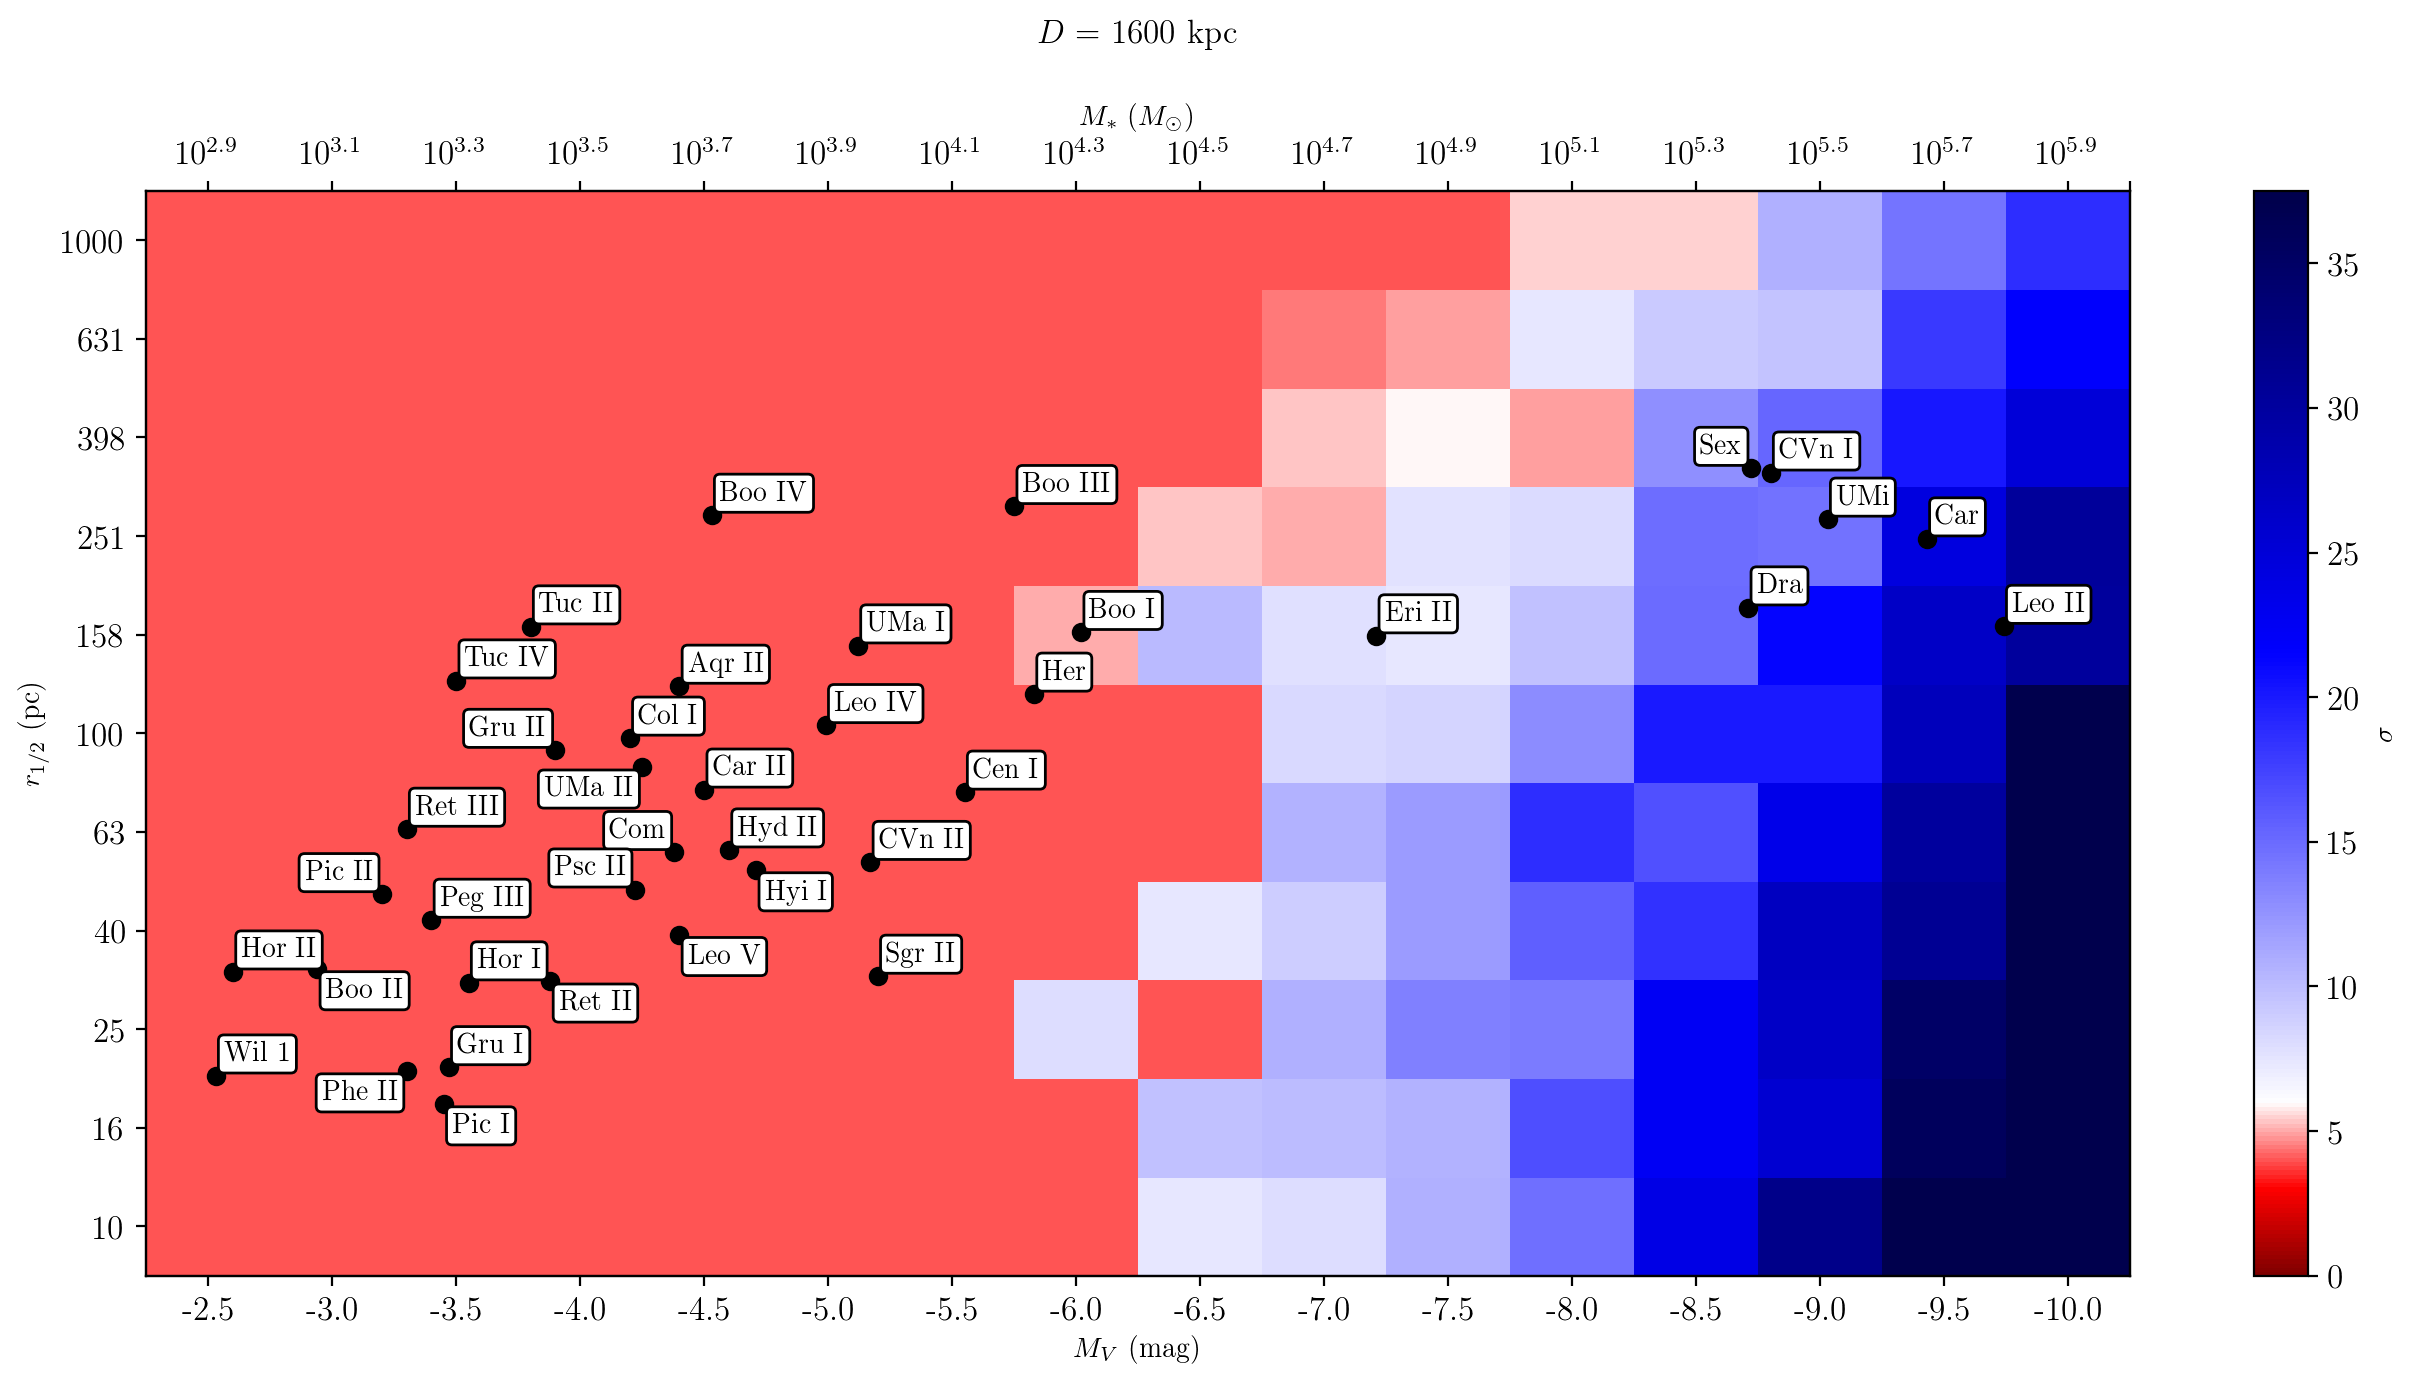 D = 1600 kpc
M* (M⊙)
10^2.9 10^3.1 10^3.3 10^3.5 10^3.7 10^3.9 10^4.1 10^4.3 10^4.5 10^4.7 10^4.9 10^5.1 10^5.3 10^5.5 10^5.7 10^5.9
1000
631
398
251
158
100
63
40
25
16
10
r1/2 (pc)
Sex
CVn I
Boo IV
Boo III
UMi
Car
Tuc II
UMa I
Boo I
Eri II
Dra
Leo II
Tuc IV
Aqr II
Her
Gru II
Col I
Leo IV
UMa II
Car II
Cen I
Ret III
Com
Hyd II
CVn II
Pic II
Psc II
Hyi I
Peg III
Hor II
Boo II
Hor I
Ret II
Leo V
Sgr II
Wil 1
Gru I
Phe II
Pic I
-2.5 -3.0 -3.5 -4.0 -4.5 -5.0 -5.5 -6.0 -6.5 -7.0 -7.5 -8.0 -8.5 -9.0 -9.5 -10.0
MV (mag)
35
30
25
20
15
10
5
0
σ